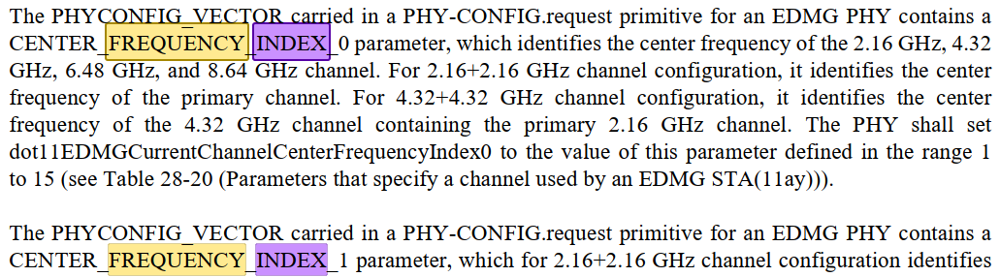 The PHYCONFIG_VECTOR carried in a PHY-CONFIG.request primitive for an EDMG PHY contains a
CENTER_FREQUENCY_INDEX_0 parameter, which identifies the center frequency of the 2.16 GHz, 4.32
GHz, 6.48 GHz, and 8.64 GHz channel. For 2.16+2.16 GHz channel configuration, it identifies the center
frequency of the primary channel. For 4.32+4.32 GHz channel configuration, it identifies the center
frequency of the 4.32 GHz channel containing the primary 2.16 GHz channel. The PHY shall set
dot11EDMGCurrentChannelCenterFrequencyIndex0 to the value of this parameter defined in the range 1
to 15 (see Table 28-20 (Parameters that specify a channel used by an EDMG STA(11ay))).
The PHYCONFIG_VECTOR carried in a PHY-CONFIG.request primitive for an EDMG PHY contains a
CENTER_FREQUENCY_INDEX_1 parameter, which for 2.16+2.16 GHz channel configuration identifies